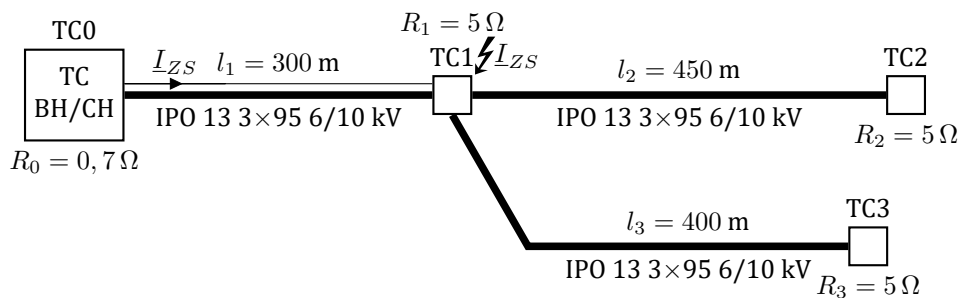 TC0
TC
BH/CH
R₀ = 0,7 Ω
I_ZS
l₁ = 300 m
IPO 13 3×95 6/10 kV
R₁ = 5 Ω
TC1
I_ZS
l₂ = 450 m
IPO 13 3×95 6/10 kV
TC2
R₂ = 5 Ω
l₃ = 400 m
IPO 13 3×95 6/10 kV
TC3
R₃ = 5 Ω